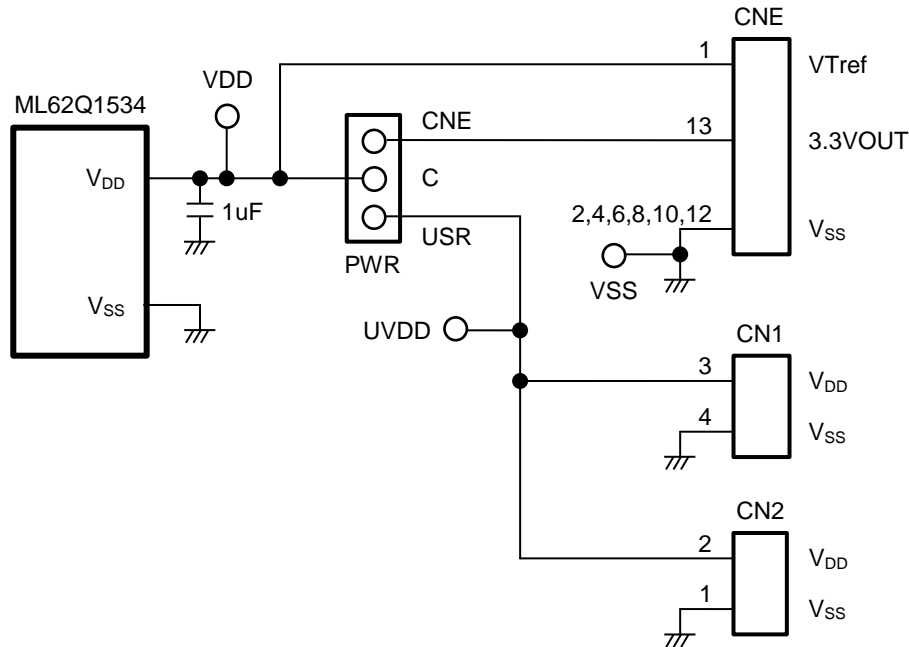 CNE
1
VTref
VDD
ML62Q1534
CNE
13
3.3VOUT
VDD
C
1uF
2,4,6,8,10,12
VSS
USR
PWR
VSS
VSS
UVDD
CN1
3
VDD
4
VSS
CN2
2
VDD
1
VSS